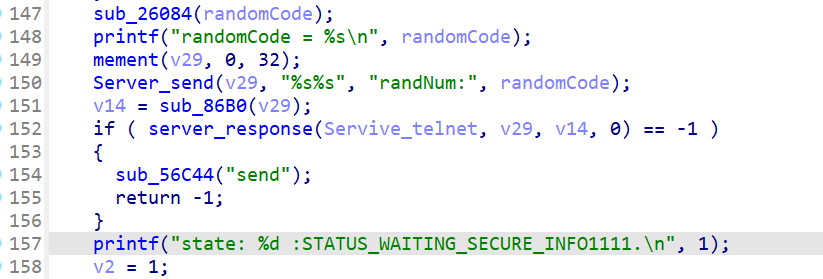 147 sub_26084(randomCode);
148 printf("randomCode = %s\n", randomCode);
149 mement(v29, 0, 32);
150 Server_send(v29, "%s%s", "randNum:", randomCode);
151 v14 = sub_86B0(v29);
152 if ( server_response(Servive_telnet, v29, v14, 0) == -1 )
153 {
154 sub_56C44("send");
155 return -1;
156 }
157 printf("state: %d :STATUS_WAITING_SECURE_INFO1111.\n", 1);
158 v2 = 1;